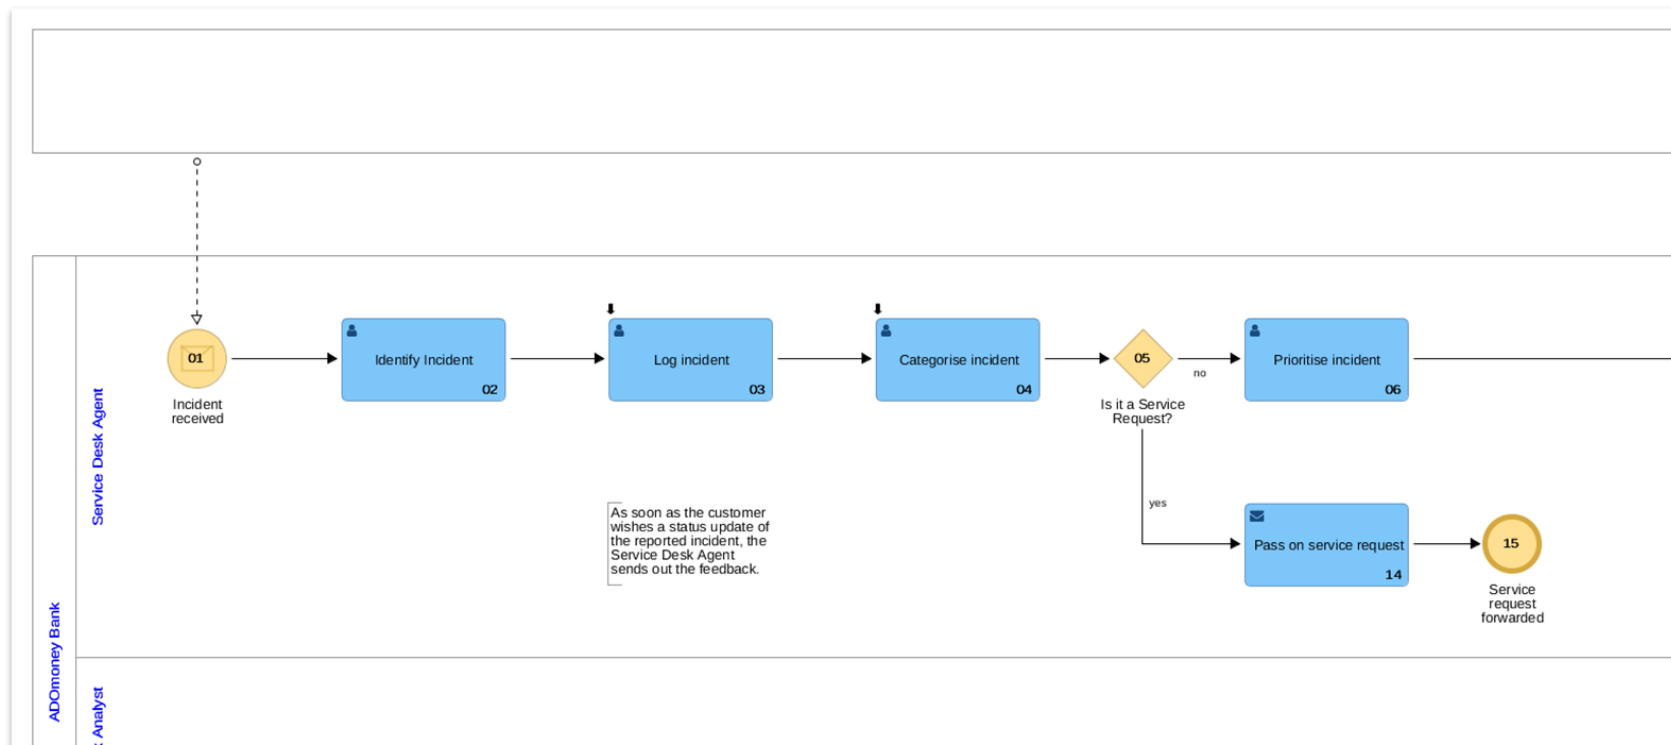 01
Incident
received
Identify Incident
02
Log incident
03
Categorise incident
04
05
Is it a Service
Request?
no
Prioritise incident
06
yes
Pass on service request
14
15
Service
request
forwarded
As soon as the customer
wishes a status update of
the reported incident, the
Service Desk Agent
sends out the feedback.
Service Desk Agent
ADOmoney Bank
Analyst